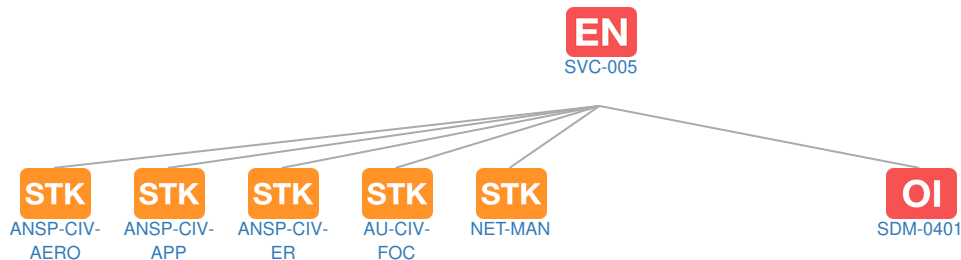 EN
SVC-005
STK
STK
STK
STK
STK
OI
ANSP-CIV-
AERO
ANSP-CIV-
APP
ANSP-CIV-
ER
AU-CIV-
FOC
NET-MAN
SDM-0401